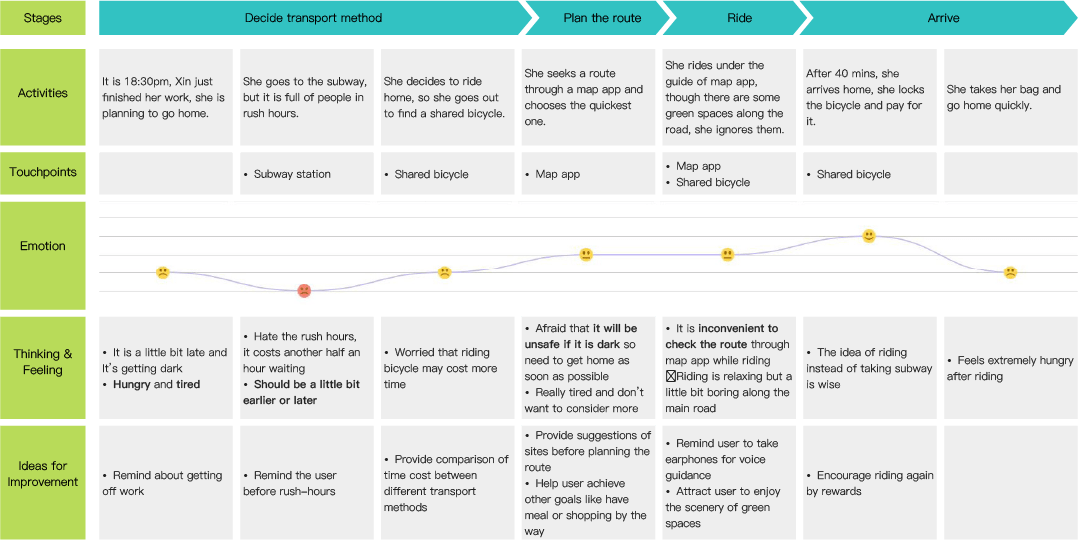 Stages
Decide transport method
Plan the route
Ride
Arrive
Activities
It is 18:30pm, Xin just
finished her work, she is
planning to go home.
She goes to the subway,
but it is full of people in
rush hours.
She decides to ride
home, so she goes out
to find a shared bicycle.
She seeks a route
through a map app and
chooses the quickest
one.
She rides under the
guide of map app,
though there are some
green spaces along the
road, she ignores them.
After 40 mins, she
arrives home, she locks
the bicycle and pay for
it.
She takes her bag and
go home quickly.
Touchpoints
• Subway station
• Shared bicycle
• Map app
• Map app
• Shared bicycle
• Shared bicycle
Emotion
Thinking &
Feeling
• It is a little bit late and
It's getting dark
• Hungry and tired
• Hate the rush hours,
it costs another half an
hour waiting
• Should be a little bit
earlier or later
• Worried that riding
bicycle may cost more
time
• Afraid that it will be
unsafe if it is dark so
need to get home as
soon as possible
• Really tired and don't
want to consider more
• It is inconvenient to
check the route through
map app while riding
Riding is relaxing but a
little bit boring along the
main road
• The idea of riding
instead of taking subway
is wise
• Feels extremely hungry
after riding
Ideas for
Improvement
• Remind about getting
off work
• Remind the user
before rush-hours
• Provide comparison of
time cost between
different transport
methods
• Provide suggestions of
sites before planning the
route
• Help user achieve
other goals like have
meal or shopping by the
way
• Remind user to take
earphones for voice
guidance
• Attract user to enjoy
the scenery of green
spaces
• Encourage riding again
by rewards